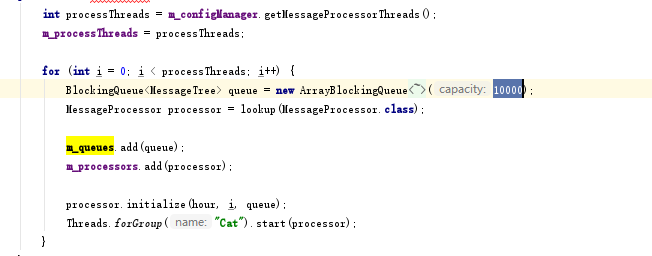 int processThreads = m_configManager.getMessageProcessorThreads();
m_processThreads = processThreads;
for (int i = 0; i < processThreads; i++) {
BlockingQueue<MessageTree> queue = new ArrayBlockingQueue<~>( capacity: 10000);
MessageProcessor processor = lookup(MessageProcessor.class);
m_queues.add(queue);
m_processors.add(processor);
processor.initialize(hour, i, queue);
Threads.forGroup( name: "Cat").start(processor);
}